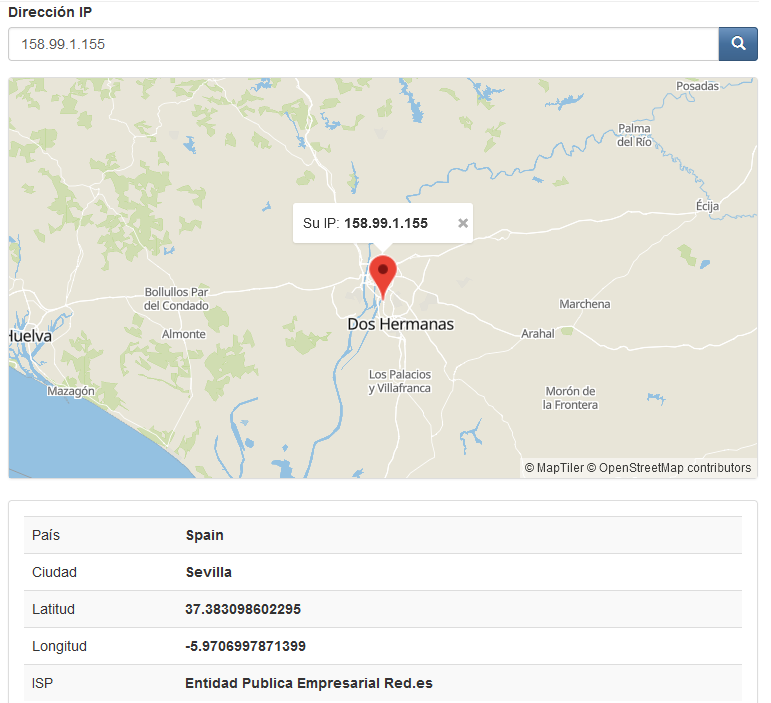 Dirección IP
158.99.1.155
Posadas
Palma
del Río
Écija
Su IP: 158.99.1.155 ×
Bollullos Par
del Condado
Marchena
Dos Hermanas
Huelva
Almonte
Arahal
Los Palacios
y Villafranca
Mazagón
Morón de
la Frontera
© MapTiler © OpenStreetMap contributors
País Spain
Ciudad Sevilla
Latitud 37.383098602295
Longitud -5.9706997871399
ISP Entidad Publica Empresarial Red.es